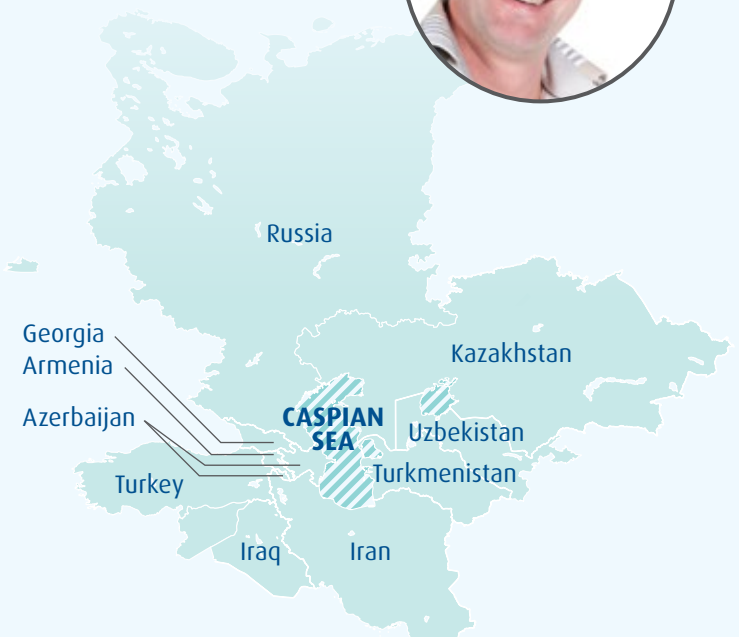 Russia
Georgia
Armenia
Kazakhstan
Azerbaijan
CASPIAN
SEA
Uzbekistan
Turkey
Turkmenistan
Iraq
Iran